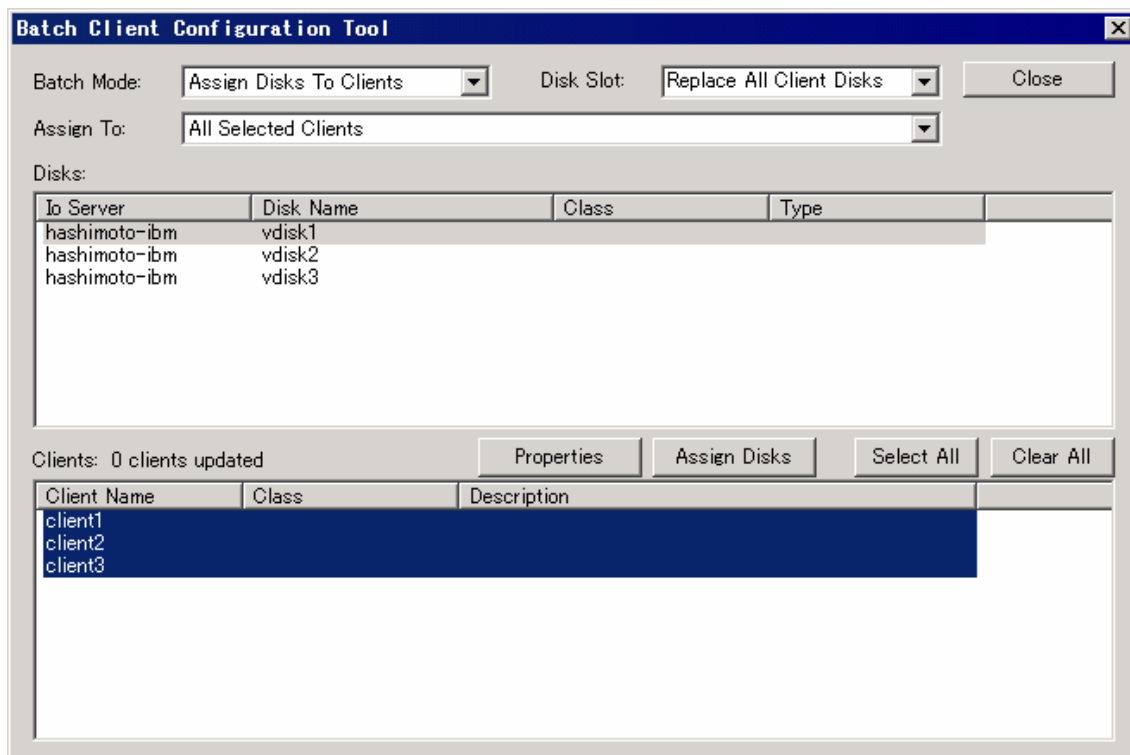 Batch Client Configuration Tool
Batch Mode: Assign Disks To Clients Disk Slot: Replace All Client Disks Close
Assign To: All Selected Clients
Disks:
Io Server Disk Name Class Type
hashimoto-ibm vdisk1
hashimoto-ibm vdisk2
hashimoto-ibm vdisk3
Clients: 0 clients updated Properties Assign Disks Select All Clear All
Client Name Class Description
client1
client2
client3